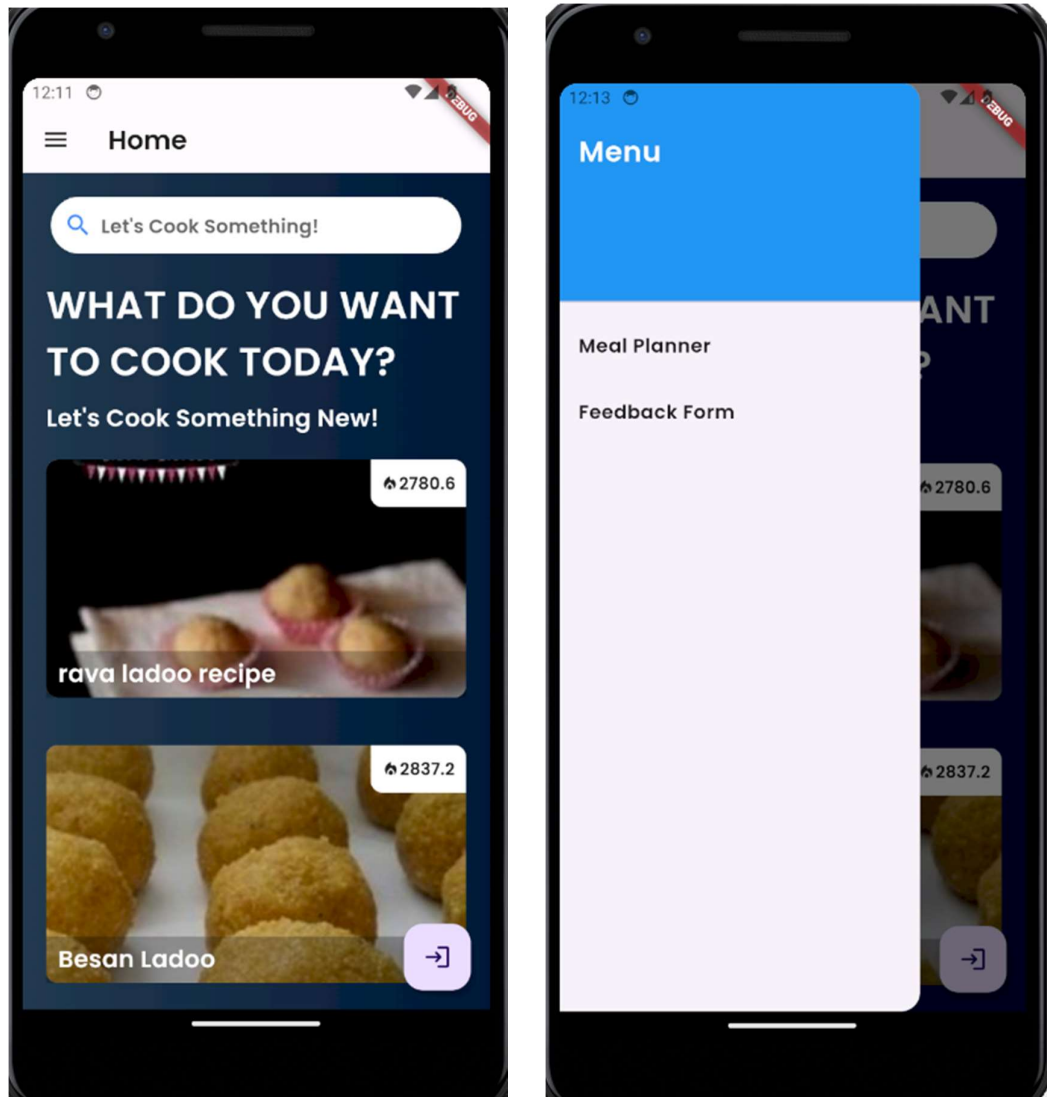 12:11
DEBUG
Home
Let's Cook Something!
WHAT DO YOU WANT
TO COOK TODAY?
Let's Cook Something New!
2780.6
rava ladoo recipe
2837.2
Besan Ladoo
12:13
Menu
ANT
?
Meal Planner
Feedback Form
2780.6
2837.2